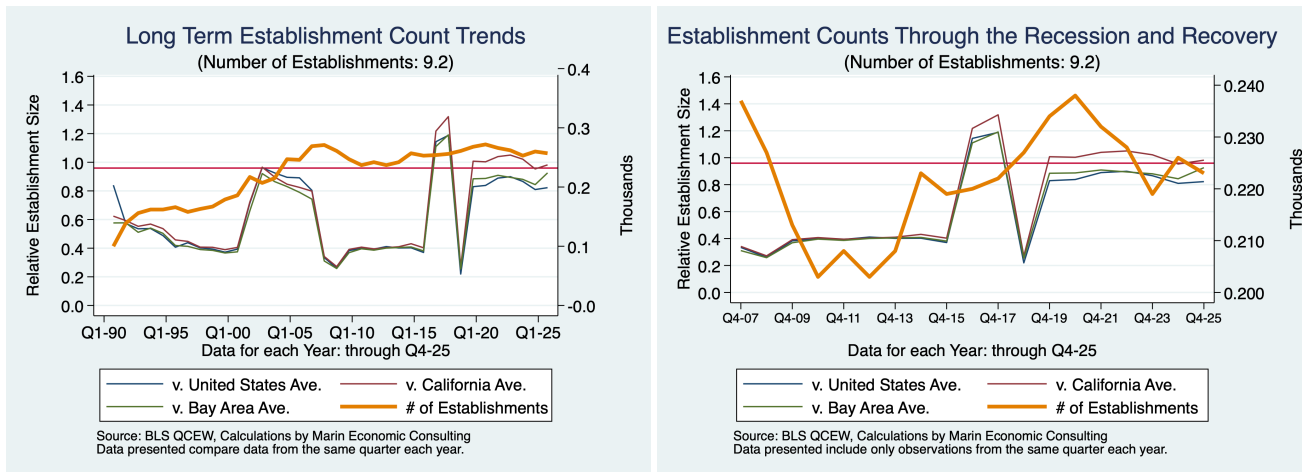 Long Term Establishment Count Trends
(Number of Establishments: 9.2)
Relative Establishment Size
1.6
1.4
1.2
1.0
0.8
0.6
0.4
0.2
0.0
0.4
0.3
0.2
0.1
-0.0
Thousands
Q1-90 Q1-95 Q1-00 Q1-05 Q1-10 Q1-15 Q1-20 Q1-25
Data for each Year: through Q4-25
v. United States Ave. v. California Ave.
v. Bay Area Ave. # of Establishments
Source: BLS QCEW, Calculations by Marin Economic Consulting
Data presented compare data from the same quarter each year.
Establishment Counts Through the Recession and Recovery
(Number of Establishments: 9.2)
Relative Establishment Size
1.6
1.4
1.2
1.0
0.8
0.6
0.4
0.2
0.0
0.240
0.230
0.220
0.210
0.200
Thousands
Q4-07 Q4-09 Q4-11 Q4-13 Q4-15 Q4-17 Q4-19 Q4-21 Q4-23 Q4-25
Data for each Year: through Q4-25
v. United States Ave. v. California Ave.
v. Bay Area Ave. # of Establishments
Source: BLS QCEW, Calculations by Marin Economic Consulting
Data presented include only observations from the same quarter each year.